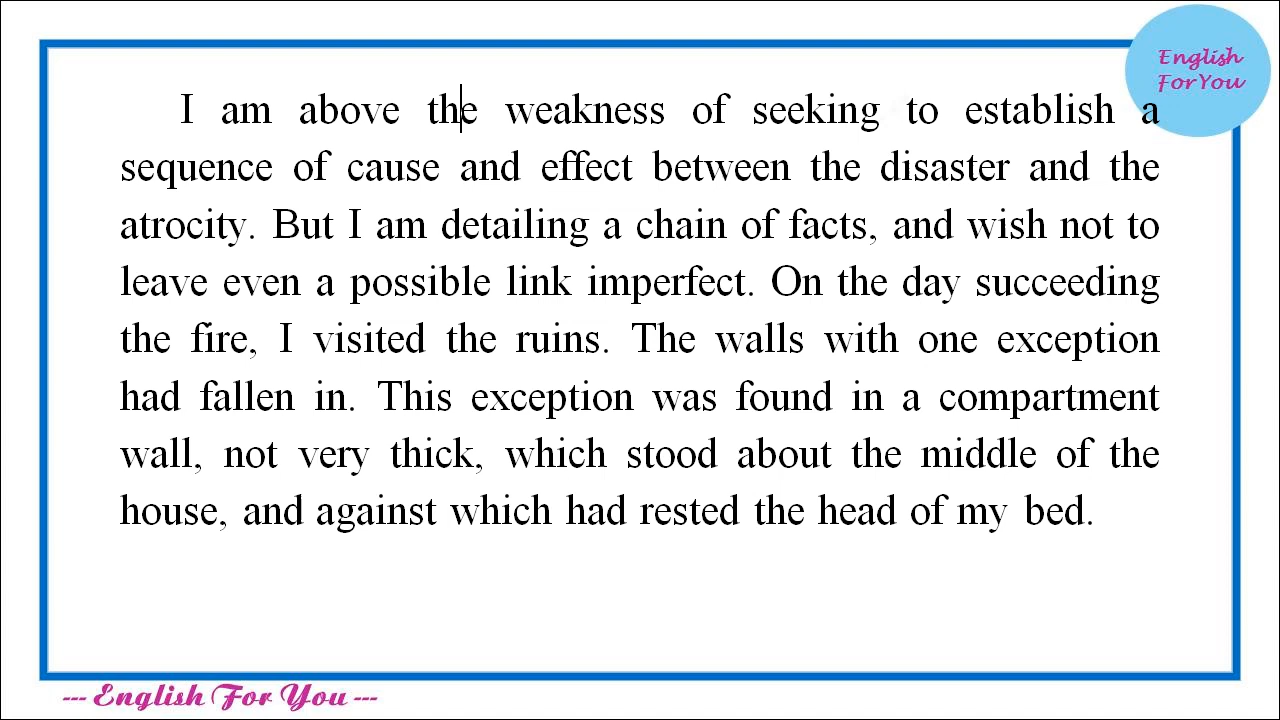 English
ForYou
I am above the weakness of seeking to establish a
sequence of cause and effect between the disaster and the
atrocity. But I am detailing a chain of facts, and wish not to
leave even a possible link imperfect. On the day succeeding
the fire, I visited the ruins. The walls with one exception
had fallen in. This exception was found in a compartment
wall, not very thick, which stood about the middle of the
house, and against which had rested the head of my bed.
--- English For You ---